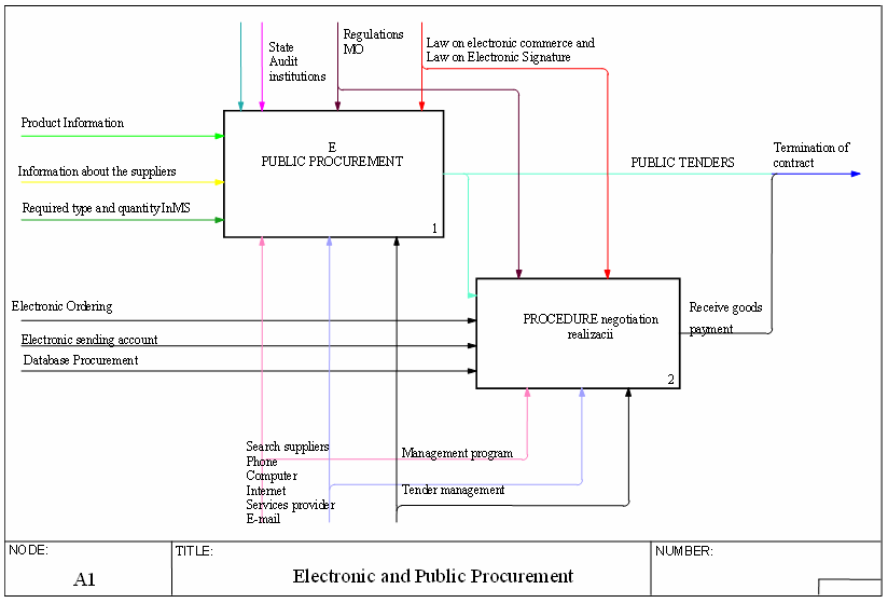 State
Audit
institutions
Regulations
MO
Law on electronic commerce and
Law on Electronic Signature
Product Information
Information about the suppliers
Required type and quantityInMS
E
PUBLIC PROCUREMENT
1
PUBLIC TENDERS
Termination of
contract
Electronic Ordering
Electronic sending account
Database Procurement
PROCEDURE negotiation
realizacii
2
Receive goods
payment
Search suppliers
Phone
Computer
Internet
Services provider
E-mail
Management program
Tender management
NODE:
A1
TITLE:
Electronic and Public Procurement
NUMBER: